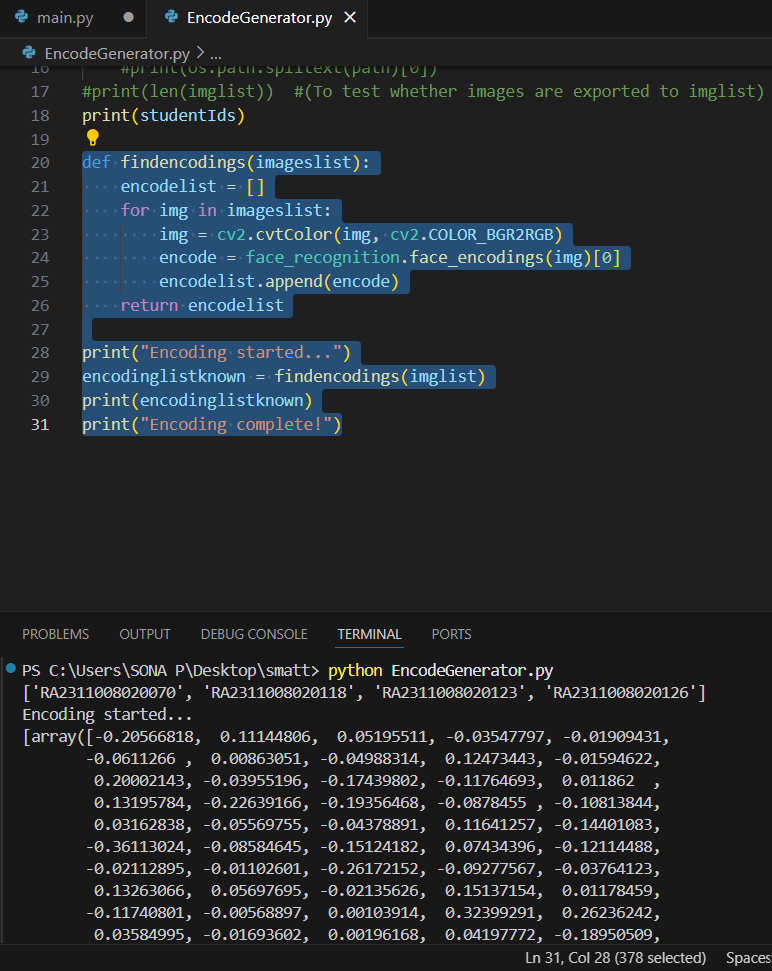 main.py
EncodeGenerator.py
EncodeGenerator.py > ...
16 #print(os.path.splitext(path)[0])
17 #print(len(imglist))  #(To test whether images are exported to imglist)
18 print(studentIds)
19
20 def findencodings(imageslist):
21     encodelist = []
22     for img in imageslist:
23         img = cv2.cvtColor(img, cv2.COLOR_BGR2RGB)
24         encode = face_recognition.face_encodings(img)[0]
25         encodelist.append(encode)
26     return encodelist
27
28 print("Encoding started...")
29 encodinglistknown = findencodings(imglist)
30 print(encodinglistknown)
31 print("Encoding complete!")
PROBLEMS OUTPUT DEBUG CONSOLE TERMINAL PORTS
PS C:\Users\SONA P\Desktop\smatt> python EncodeGenerator.py
['RA2311008020070', 'RA2311008020118', 'RA2311008020123', 'RA2311008020126']
Encoding started...
[array([-0.20566818,  0.11144806,  0.05195511, -0.03547797, -0.01909431,
-0.0611266 ,  0.00863051, -0.04988314,  0.12473443, -0.01594622,
0.20002143, -0.03955196, -0.17439802, -0.11764693,  0.011862  ,
0.13195784, -0.22639166, -0.19356468, -0.0878455 , -0.10813844,
0.03162838, -0.05569755, -0.04378891,  0.11641257, -0.14401083,
-0.36113024, -0.08584645, -0.15124182,  0.07434396, -0.12114488,
-0.02112895, -0.01102601, -0.26172152, -0.09277567, -0.03764123,
0.13263066,  0.05697695, -0.02135626,  0.15137154,  0.01178459,
-0.11740801, -0.00568897,  0.00103914,  0.32399291,  0.26236242,
0.03584995, -0.01693602,  0.00196168,  0.04197772, -0.18950509,
Ln 31, Col 28 (378 selected) Spaces